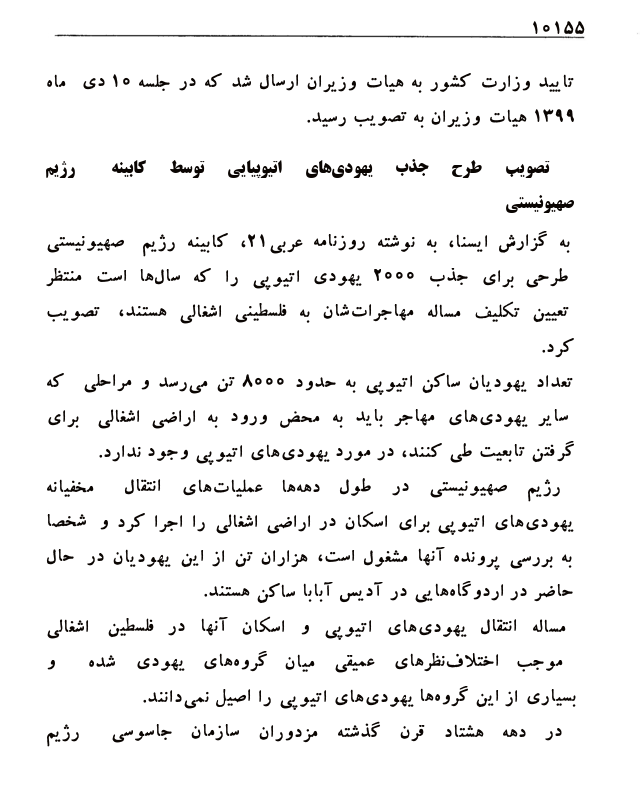 ۱۰۱۵۵
تایید وزارت کشور به هیات وزیران ارسال شد که در جلسه ۱۰ دی ماه
۱۳۹۹ هیات وزیران به تصویب رسید.
تصویب طرح جذب یهودی‌های اتیوپیایی توسط کابینه رژیم
صهیونیستی
به گزارش ایسنا، به نوشته روزنامه عربی۲۱، کابینه رژیم صهیونیستی
طرحی برای جذب ۲۰۰۰ یهودی اتیوپی را که سال‌ها است منتظر
تعیین تکلیف مساله مهاجرات‌شان به فلسطینی اشغالی هستند، تصویب
کرد.
تعداد یهودیان ساکن اتیوپی به حدود ۸۰۰۰ تن می‌رسد و مراحلی که
سایر یهودی‌های مهاجر باید به محض ورود به اراضی اشغالی برای
گرفتن تابعیت طی کنند، در مورد یهودی‌های اتیوپی وجود ندارد.
رژیم صهیونیستی در طول دهه‌ها عملیات‌های انتقال مخفیانه
یهودی‌های اتیوپی برای اسکان در اراضی اشغالی را اجرا کرد و شخصا
به بررسی پرونده آنها مشغول است، هزاران تن از این یهودیان در حال
حاضر در اردوگاه‌هایی در آدیس آبابا ساکن هستند.
مساله انتقال یهودی‌های اتیوپی و اسکان آنها در فلسطین اشغالی
موجب اختلاف‌نظرهای عمیقی میان گروه‌های یهودی شده و
بسیاری از این گروه‌ها یهودی‌های اتیوپی را اصیل نمی‌دانند.
در دهه هشتاد قرن گذشته مزدوران سازمان جاسوسی رژیم